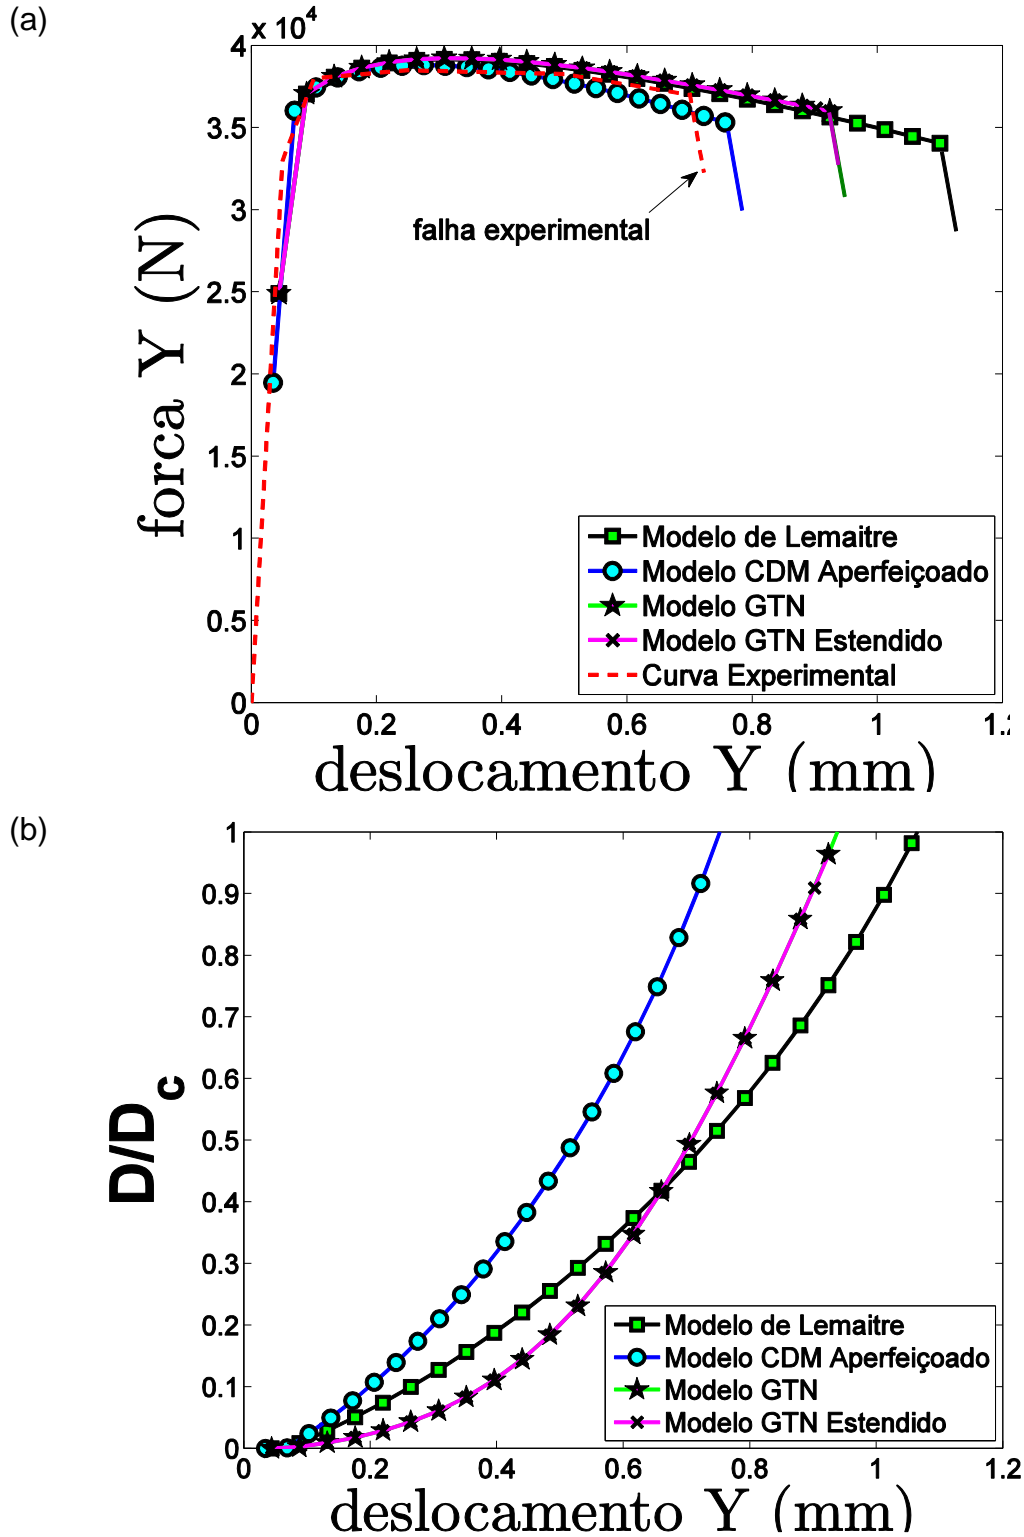 (a)
x 10^4
4
3.5
3
2.5
2
1.5
1
0.5
0
forca Y (N)
falha experimental
Modelo de Lemaitre
Modelo CDM Aperfeiçoado
Modelo GTN
Modelo GTN Estendido
Curva Experimental
0 0.2 0.4 0.6 0.8 1 1.2
deslocamento Y (mm)
(b)
1
0.9
0.8
0.7
0.6
0.5
0.4
0.3
0.2
0.1
0
D/Dc
Modelo de Lemaitre
Modelo CDM Aperfeiçoado
Modelo GTN
Modelo GTN Estendido
0 0.2 0.4 0.6 0.8 1 1.2
deslocamento Y (mm)